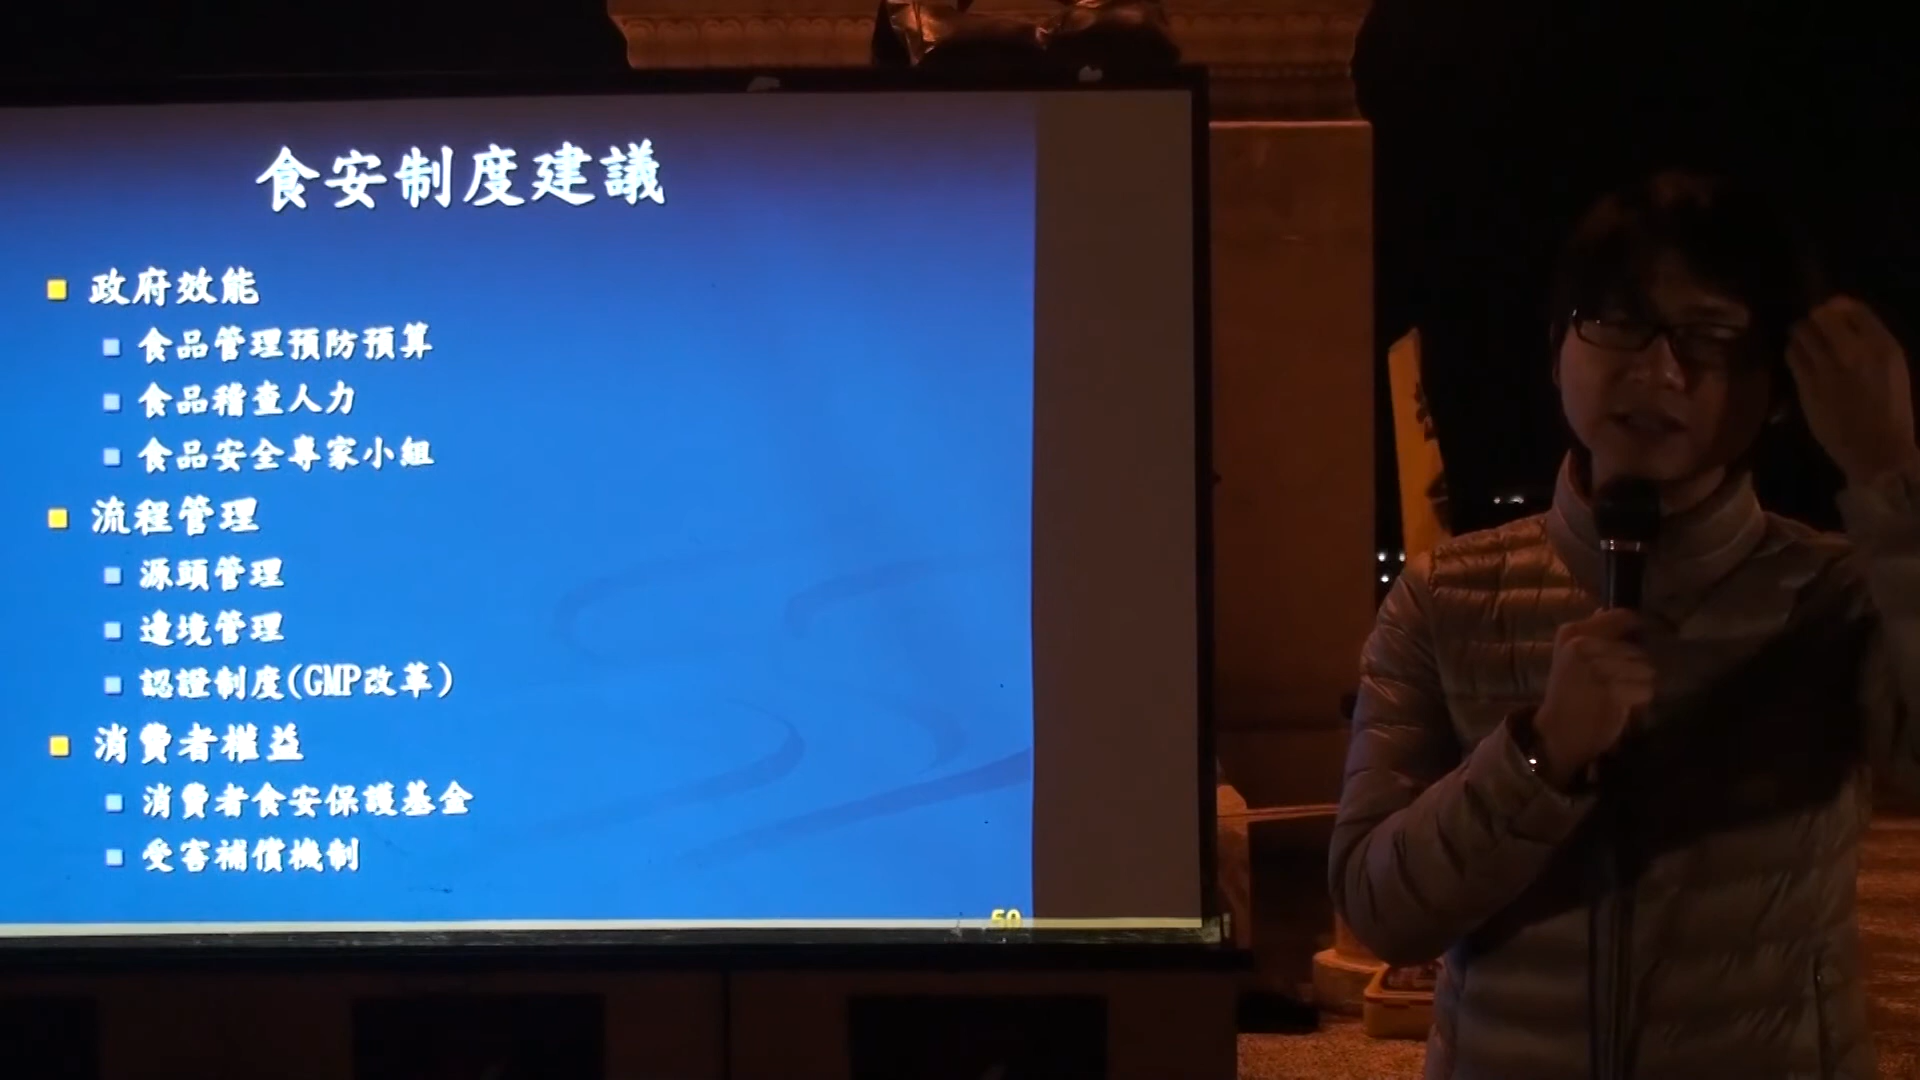 食安制度建議
政府效能
食品管理預防預算
食品稽查人力
食品安全專家小組
流程管理
源頭管理
邊境管理
認證制度(GMP改革)
消費者權益
消費者食安保護基金
受害補償機制
50